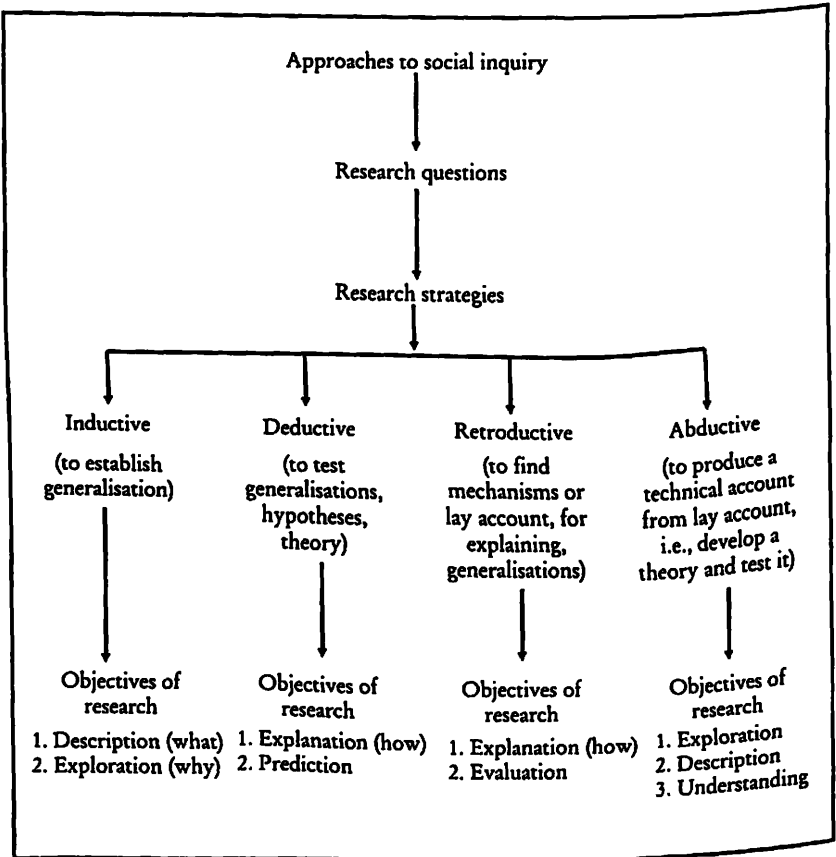 Approaches to social inquiry
Research questions
Research strategies
Inductive
(to establish
generalisation)
Deductive
(to test
generalisations,
hypotheses,
theory)
Retroductive
(to find
mechanisms or
lay account, for
explaining,
generalisations)
Abductive
(to produce a
technical account
from lay account,
i.e., develop a
theory and test it)
Objectives of
research
1. Description (what)
2. Exploration (why)
Objectives of
research
1. Explanation (how)
2. Prediction
Objectives of
research
1. Explanation (how)
2. Evaluation
Objectives of
research
1. Exploration
2. Description
3. Understanding